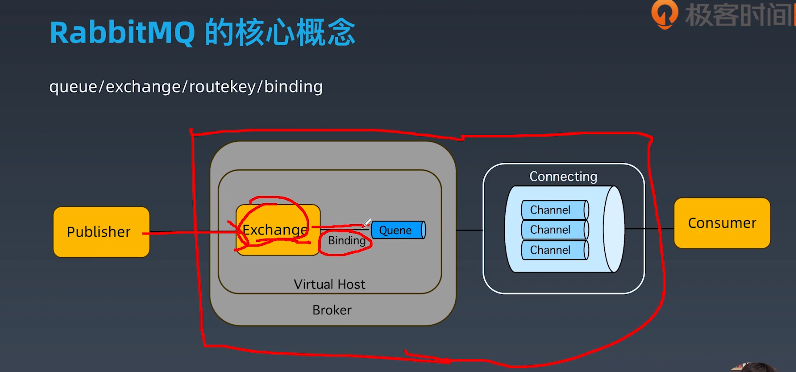 RabbitMQ 的核心概念
极客时间
queue/exchange/routekey/binding
Publisher
Exchange
Binding
Quene
Virtual Host
Broker
Connecting
Channel
Channel
Channel
Consumer